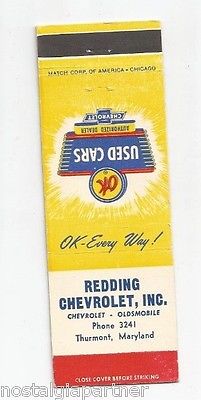 MATCH CORP. OF AMERICA - CHICAGO
CHEVROLET
AUTHORIZED DEALER
USED CARS
OK
OK-Every Way!
REDDING
CHEVROLET, INC.
CHEVROLET - OLDSMOBILE
Phone 3241
Thurmont, Maryland
CLOSE COVER BEFORE STRIKING
nostalgiapartner